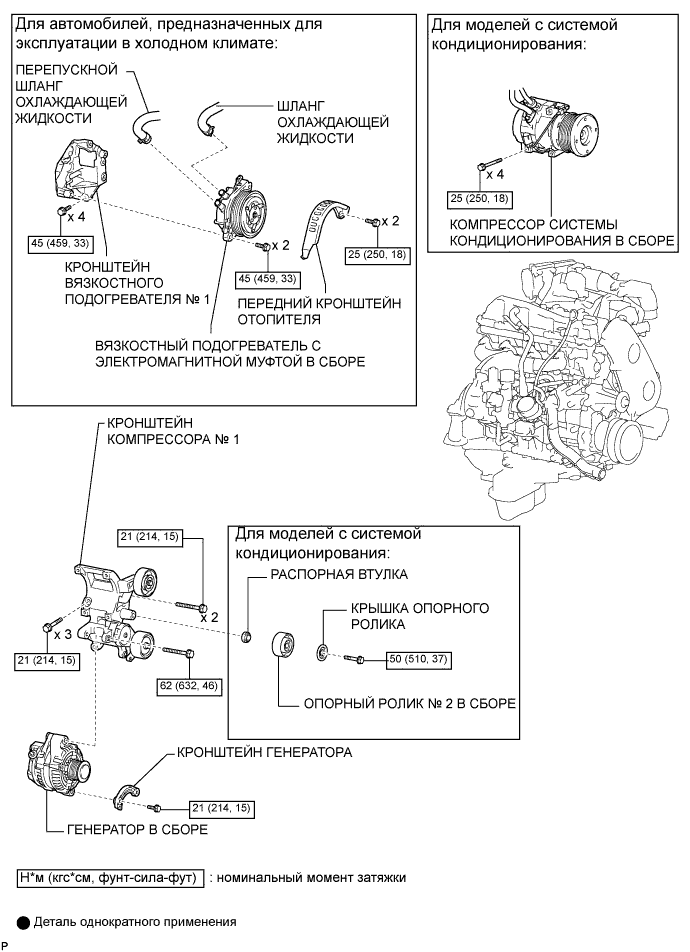 Для автомобилей, предназначенных для
эксплуатации в холодном климате:
ПЕРЕПУСКНОЙ
ШЛАНГ
ОХЛАЖДАЮЩЕЙ
ЖИДКОСТИ
ШЛАНГ
ОХЛАЖДАЮЩЕЙ
ЖИДКОСТИ
x 4
45 (459, 33)
x 2
45 (459, 33)
x 2
25 (250, 18)
КРОНШТЕЙН
ВЯЗКОСТНОГО
ПОДОГРЕВАТЕЛЯ № 1
ПЕРЕДНИЙ КРОНШТЕЙН
ОТОПИТЕЛЯ
ВЯЗКОСТНЫЙ ПОДОГРЕВАТЕЛЬ С
ЭЛЕКТРОМАГНИТНОЙ МУФТОЙ В СБОРЕ
Для моделей с системой
кондиционирования:
x 4
25 (250, 18)
КОМПРЕССОР СИСТЕМЫ
КОНДИЦИОНИРОВАНИЯ В СБОРЕ
КРОНШТЕЙН
КОМПРЕССОРА № 1
21 (214, 15)
x 2
x 3
21 (214, 15)
62 (632, 46)
Для моделей с системой
кондиционирования:
РАСПОРНАЯ ВТУЛКА
КРЫШКА ОПОРНОГО
РОЛИКА
50 (510, 37)
ОПОРНЫЙ РОЛИК № 2 В СБОРЕ
КРОНШТЕЙН ГЕНЕРАТОРА
21 (214, 15)
ГЕНЕРАТОР В СБОРЕ
Н*м (кгс*см, фунт-сила-фут) : номинальный момент затяжки
Деталь однократного применения
P